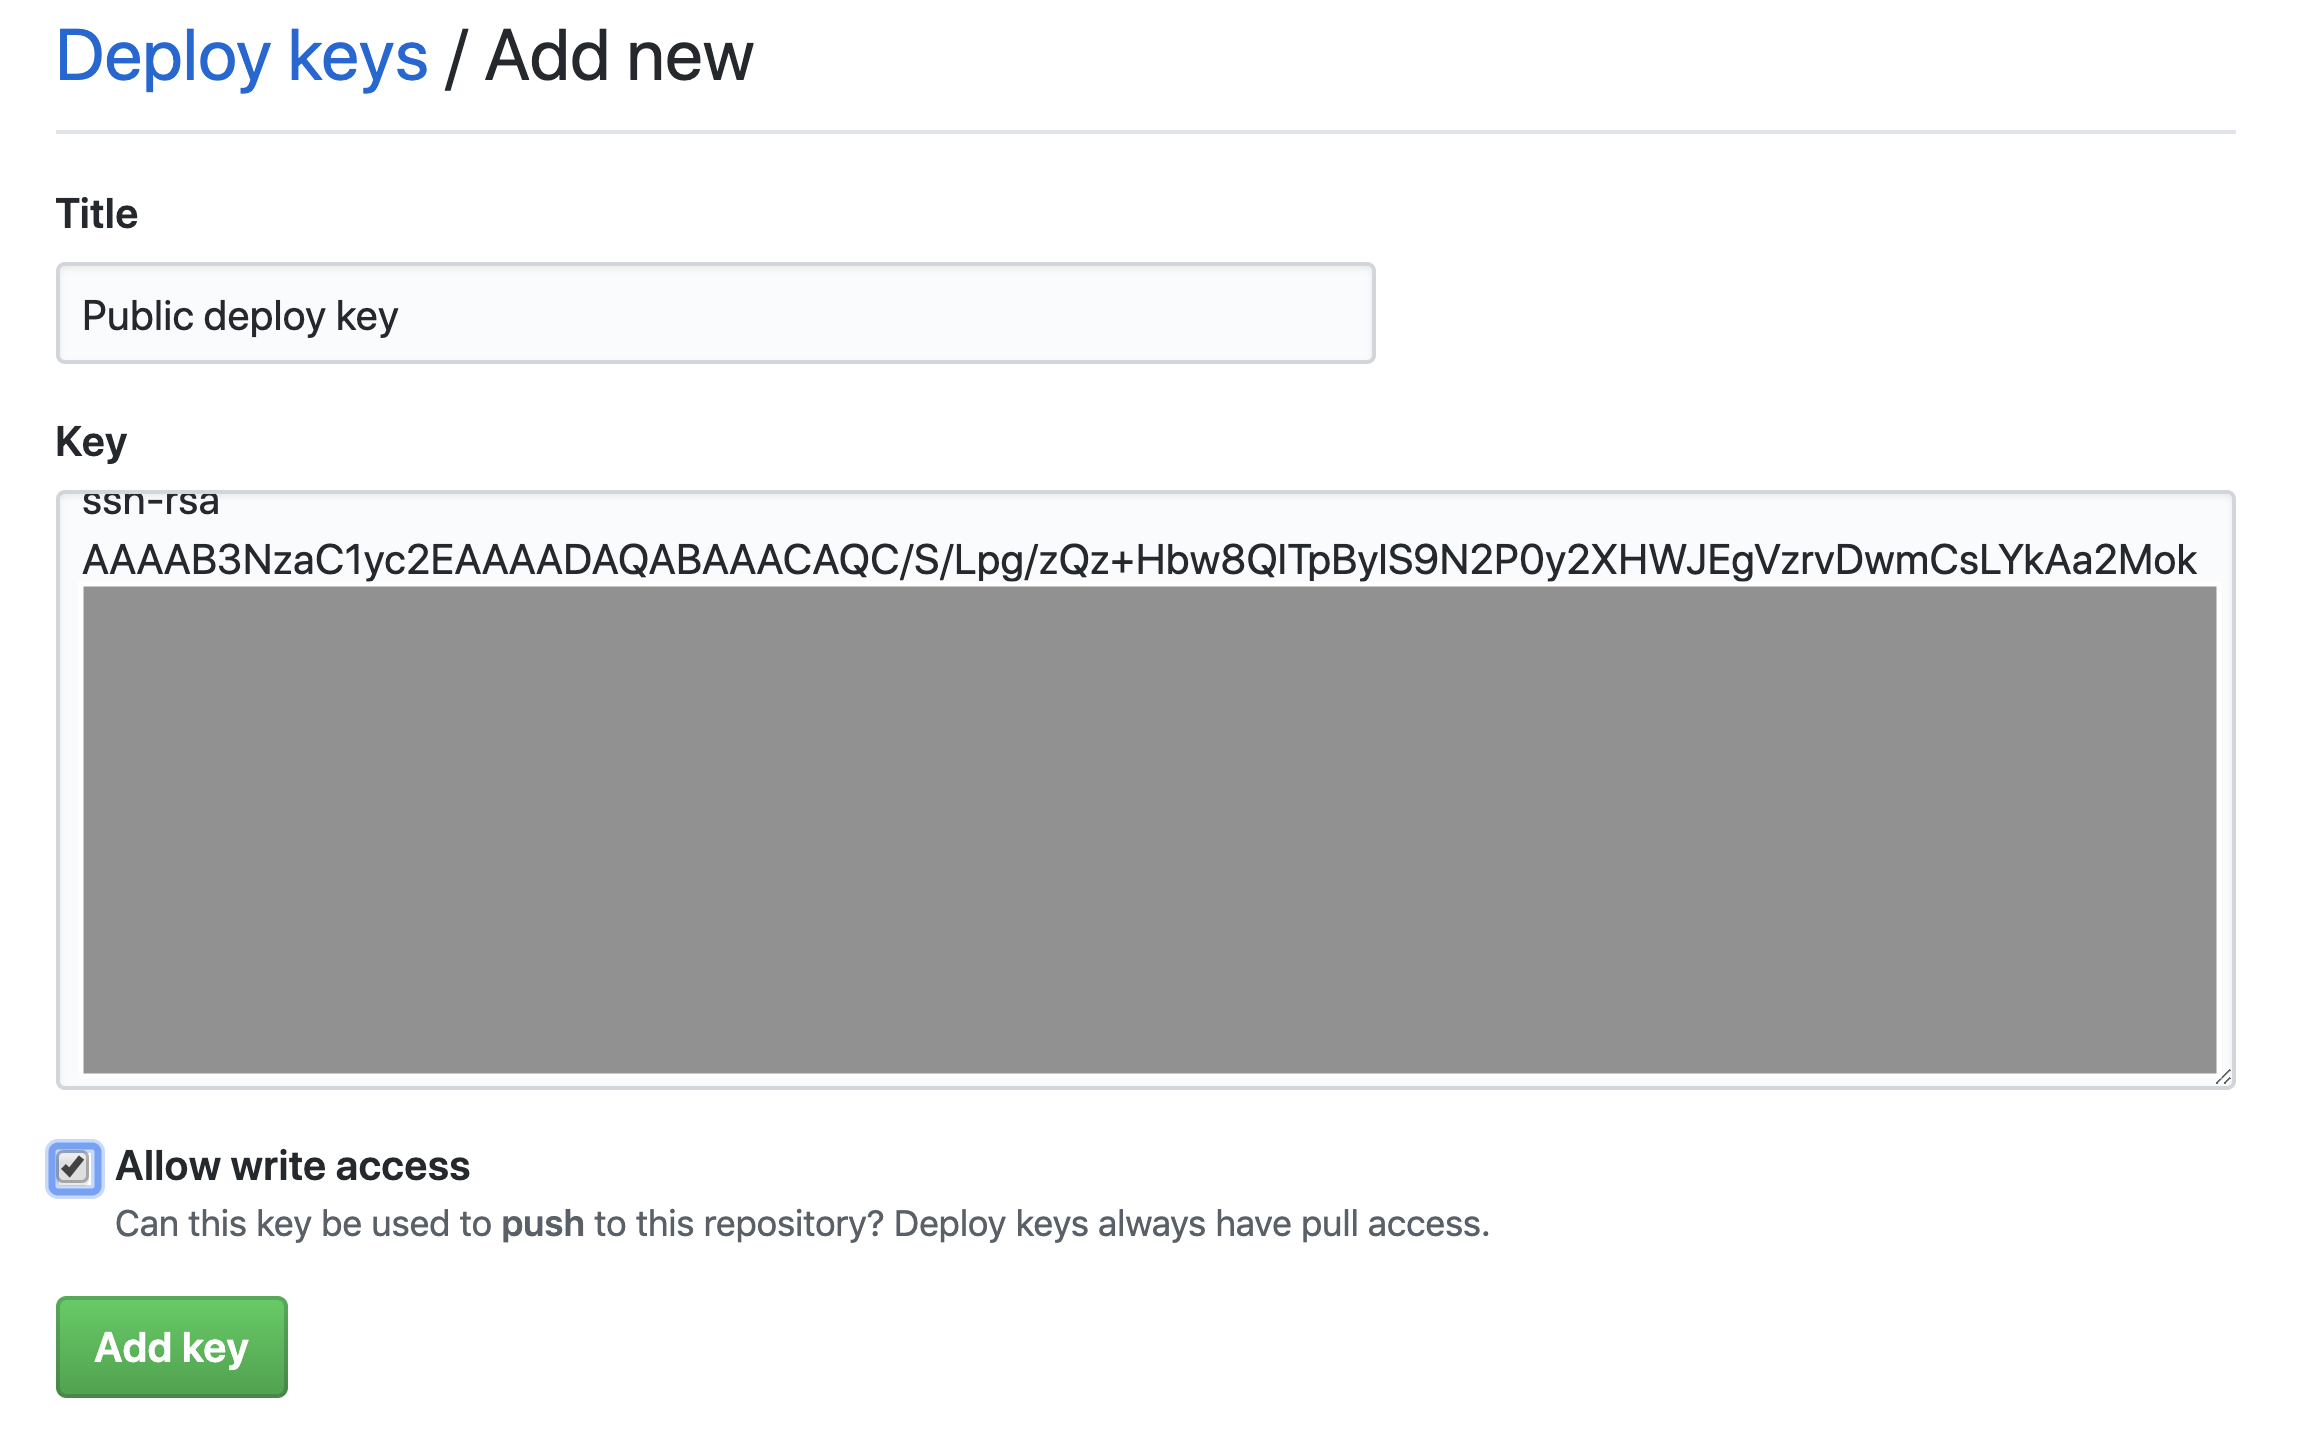 Deploy keys / Add new
Title
Public deploy key
Key
ssh-rsa
AAAAB3NzaC1yc2EAAAADAQABAAACAQC/S/Lpg/zQz+Hbw8QlTpBylS9N2P0y2XHWJEgVzrvDwmCsLYkAa2Mok
Allow write access
Can this key be used to push to this repository? Deploy keys always have pull access.
Add key